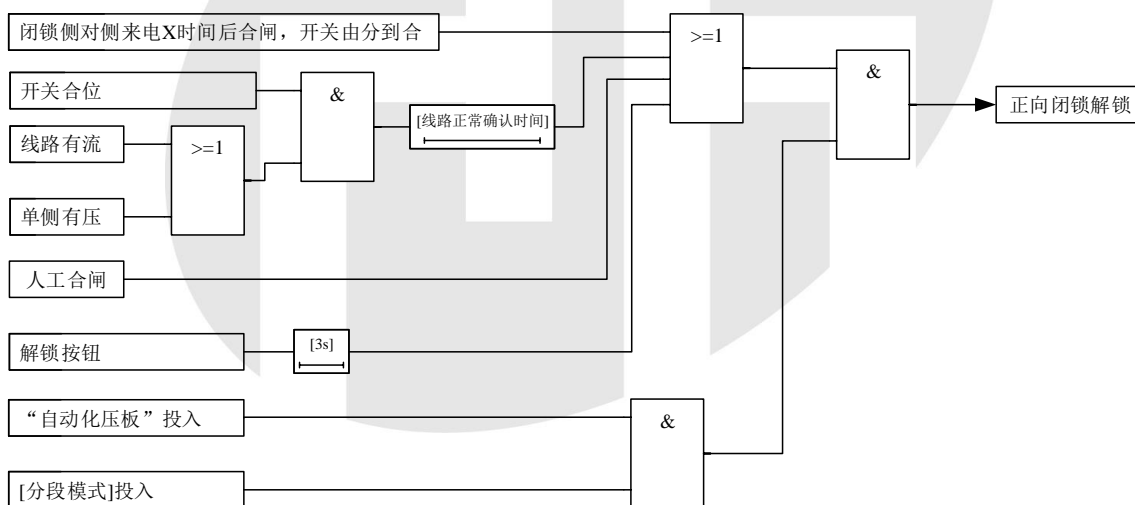 闭锁侧对侧来电X时间后合闸，开关由分到合
>=1
开关合位
&
&
[线路正常确认时间]
正向闭锁解锁
线路有流
>=1
单侧有压
人工合闸
解锁按钮
[3s]
“自动化压板”投入
&
[分段模式]投入